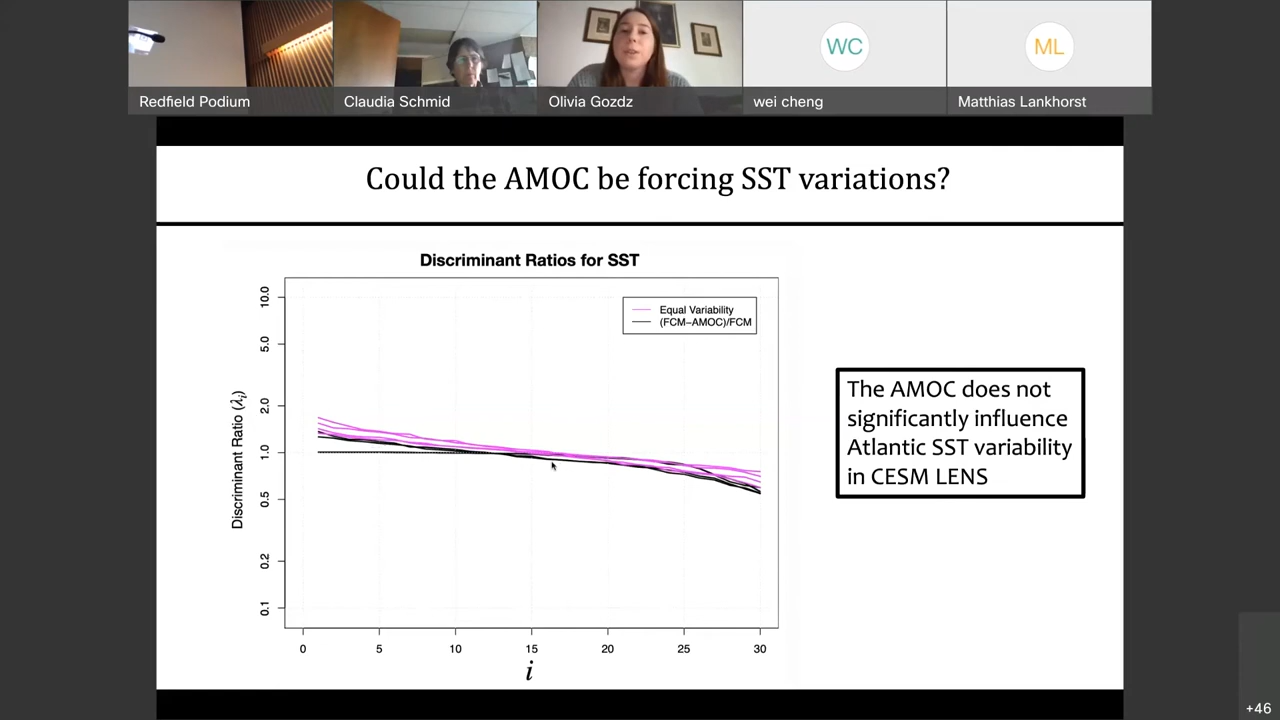 Redfield Podium
Claudia Schmid
Olivia Gozdz
WC
wei cheng
ML
Matthias Lankhorst
Could the AMOC be forcing SST variations?
Discriminant Ratios for SST
Equal Variability
(FCM−AMOC)/FCM
Discriminant Ratio (λi)
10.0
5.0
2.0
1.0
0.5
0.2
0.1
0
5
10
15
20
25
30
i
The AMOC does not
significantly influence
Atlantic SST variability
in CESM LENS
+46